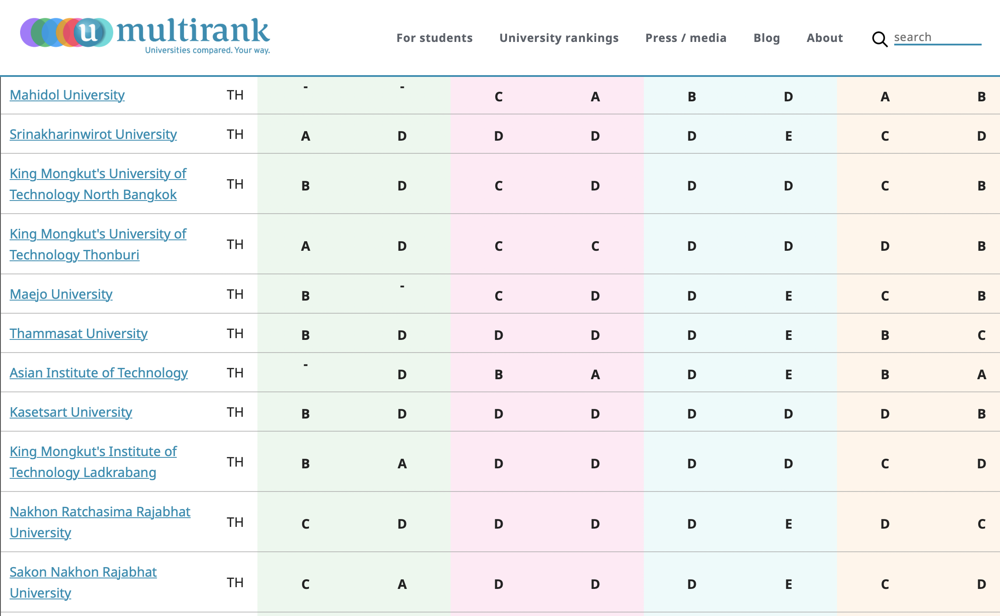 u multirank
Universities compared. Your way.
For students University rankings Press / media Blog About search
Mahidol University TH - - C A B D A B
Srinakharinwirot University TH A D D D D E C D
King Mongkut's University of
Technology North Bangkok TH B D C D D D C B
King Mongkut's University of
Technology Thonburi TH A D C C D D D B
Maejo University TH B - C D D E C B
Thammasat University TH B D D D D E B C
Asian Institute of Technology TH - D B A D E B A
Kasetsart University TH B D D D D D D B
King Mongkut's Institute of
Technology Ladkrabang TH B A D D D D C D
Nakhon Ratchasima Rajabhat
University TH C D D D D E D C
Sakon Nakhon Rajabhat
University TH C A D D D E C D